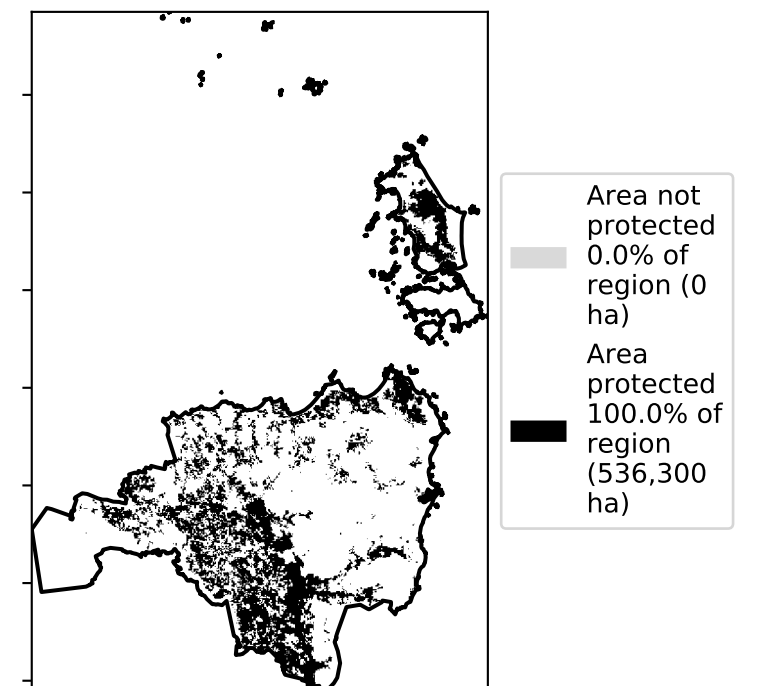 Area not
protected
0.0% of
region (0
ha)
Area
protected
100.0% of
region
(536,300
ha)